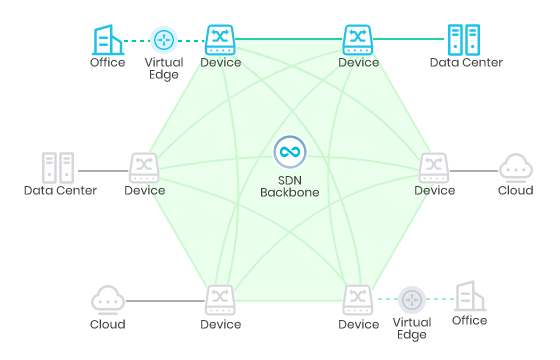 Office
Virtual
Edge
Device
Device
Data Center
SDN
Backbone
Data Center
Device
Device
Cloud
Cloud
Device
Device
Virtual
Edge
Office